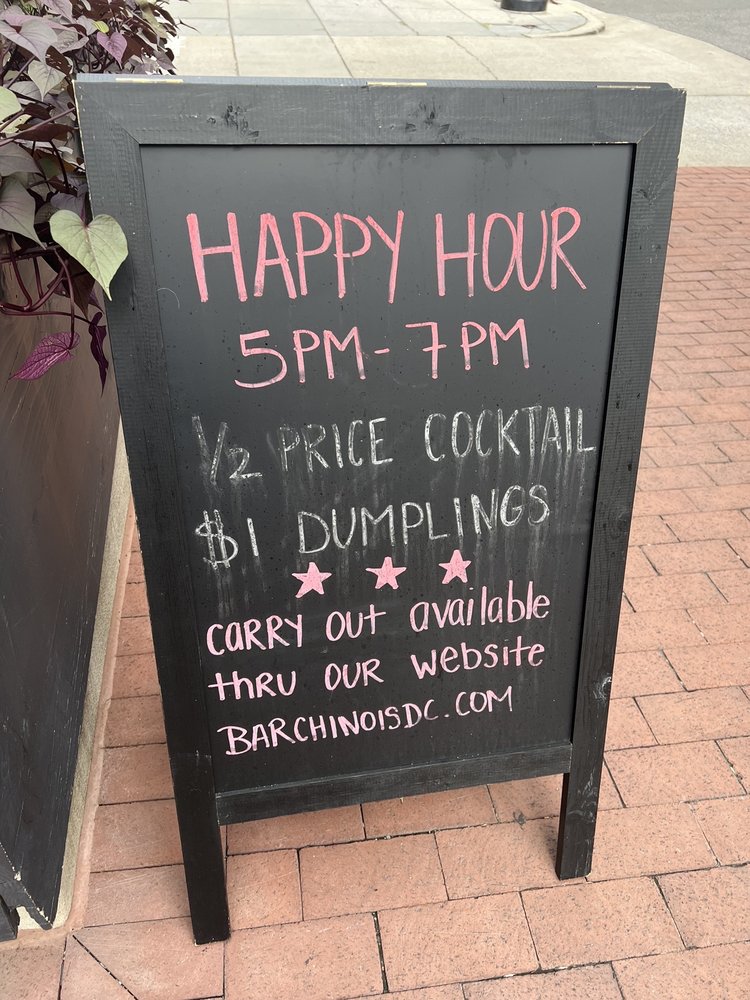 HAPPY HOUR
5PM - 7PM
1/2 PRICE COCKTAIL
$1 DUMPLINGS
CARRY OUT available
thRU OUR website
BARCHINOISDC.COM